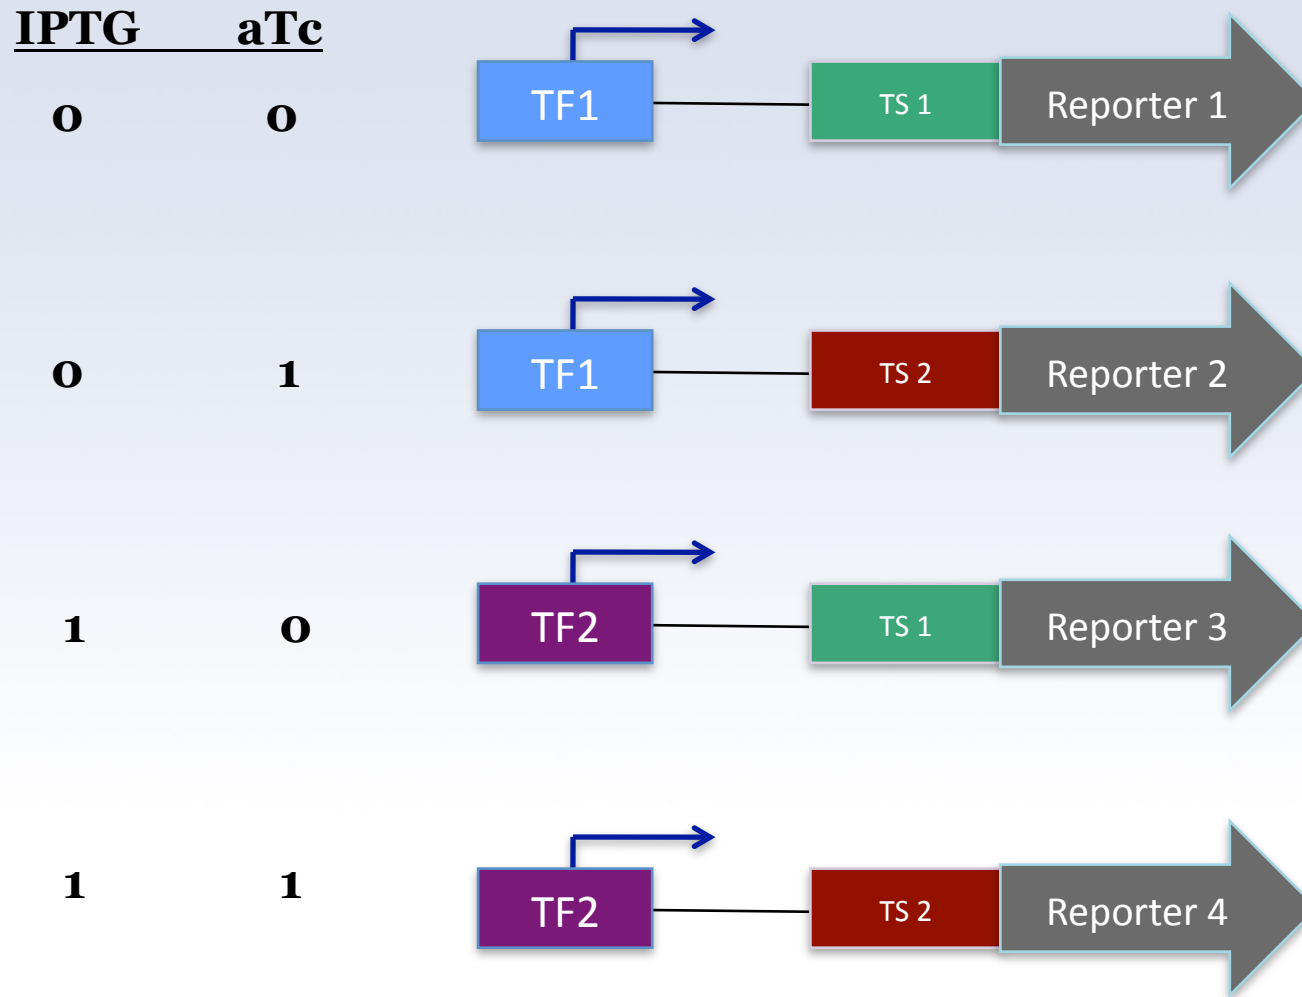 IPTG aTc
0 0 TF1 TS 1 Reporter 1
0 1 TF1 TS 2 Reporter 2
1 0 TF2 TS 1 Reporter 3
1 1 TF2 TS 2 Reporter 4